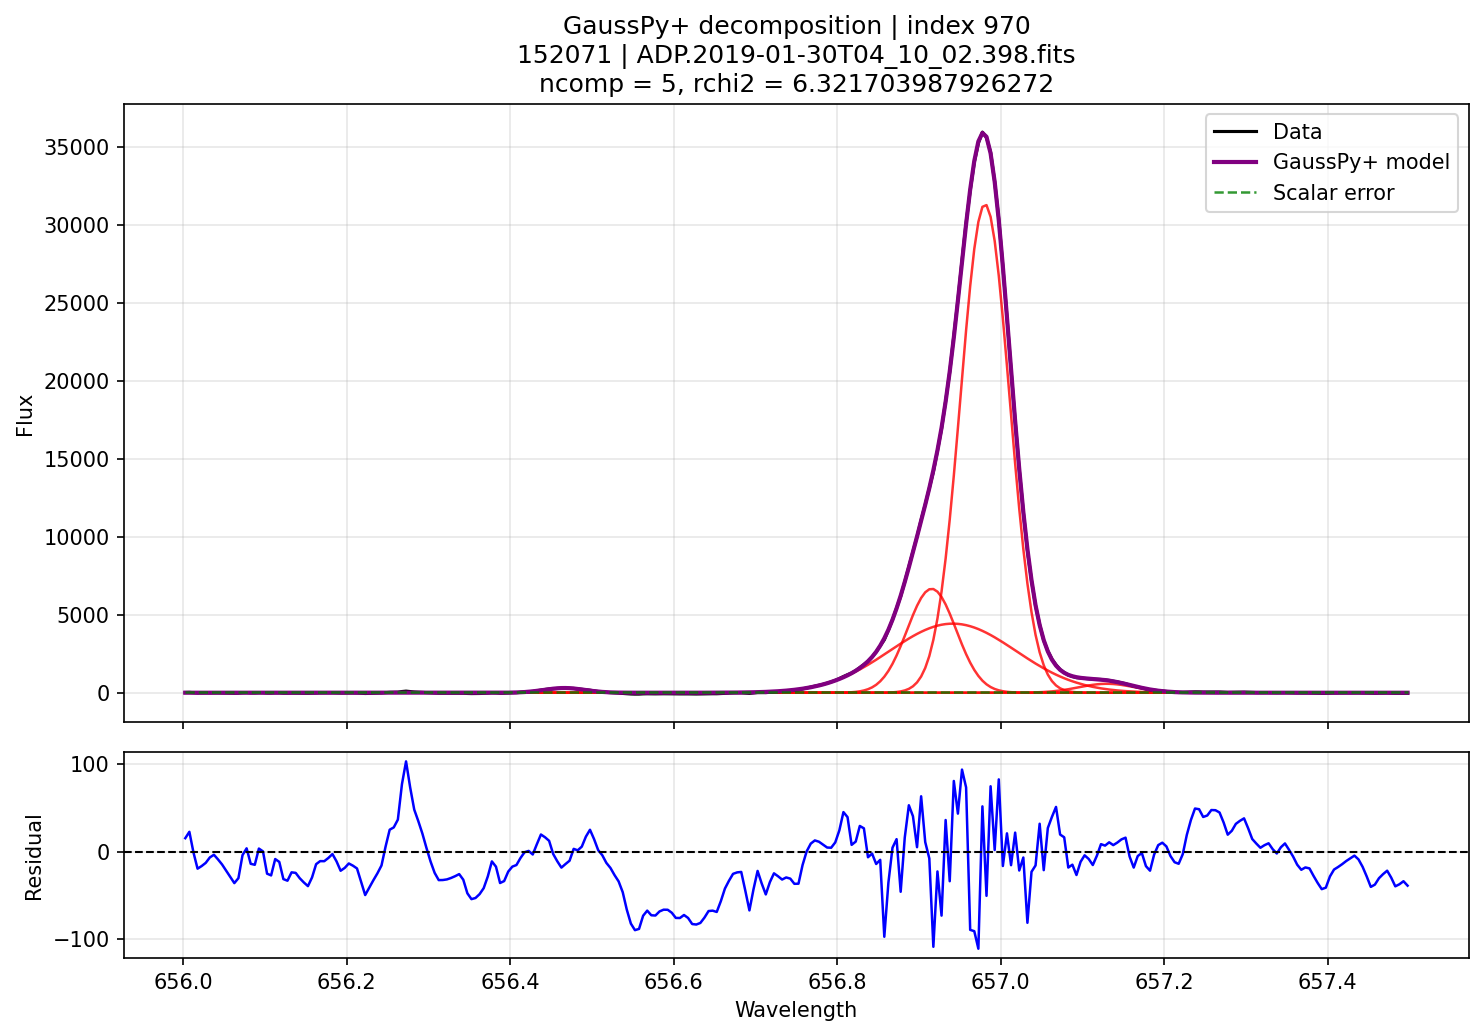 GaussPy+ decomposition | index 970
152071 | ADP.2019-01-30T04_10_02.398.fits
ncomp = 5, rchi2 = 6.321703987926272
Data
GaussPy+ model
Scalar error
Flux
35000
30000
25000
20000
15000
10000
5000
0
Residual
100
0
−100
656.0
656.2
656.4
656.6
656.8
657.0
657.2
657.4
Wavelength